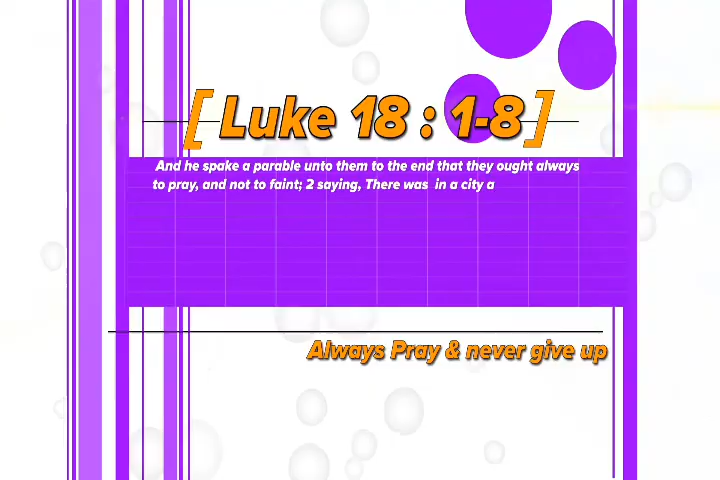 [ Luke 18 : 1-8 ]
And he spake a parable unto them to the end that they ought always
to pray, and not to faint; 2 saying, There was in a city a
Always Pray & never give up